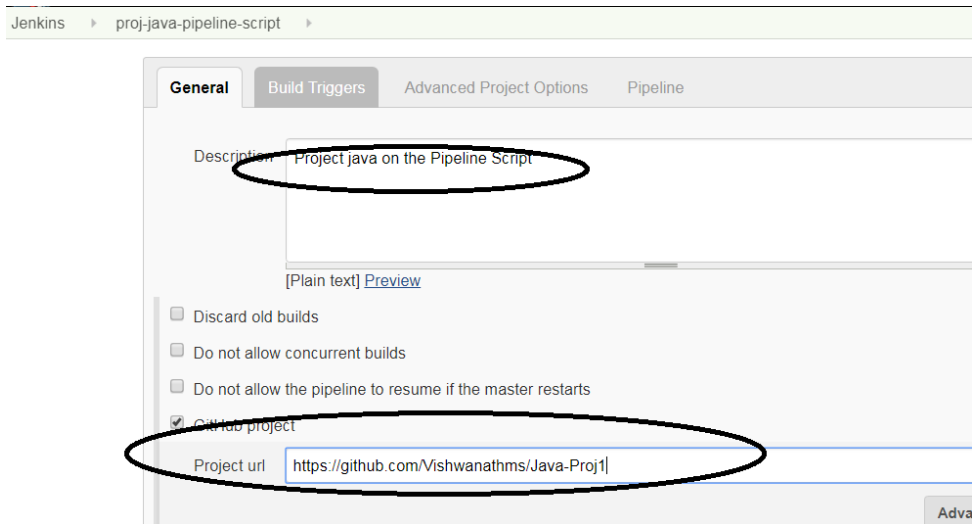 Jenkins proj-java-pipeline-script
General Build Triggers Advanced Project Options Pipeline
Description Project java on the Pipeline Script
[Plain text] Preview
Discard old builds
Do not allow concurrent builds
Do not allow the pipeline to resume if the master restarts
GitHub project
Project url https://github.com/Vishwanathms/Java-Proj1
Adva